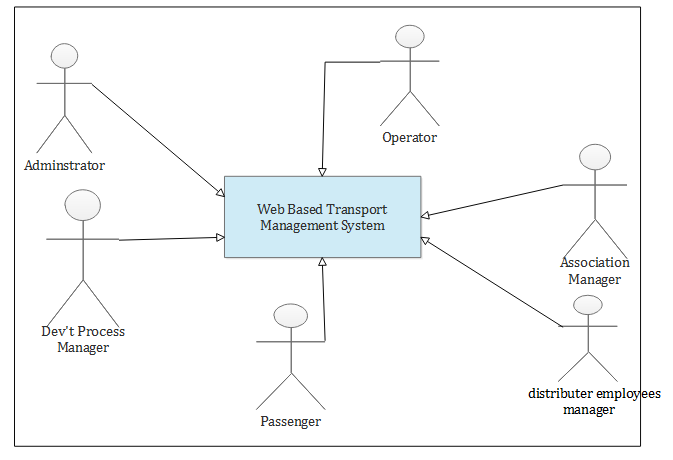 Operator
Adminstrator
Web Based Transport
Management System
Association
Manager
Dev't Process
Manager
distributer employees
manager
Passenger